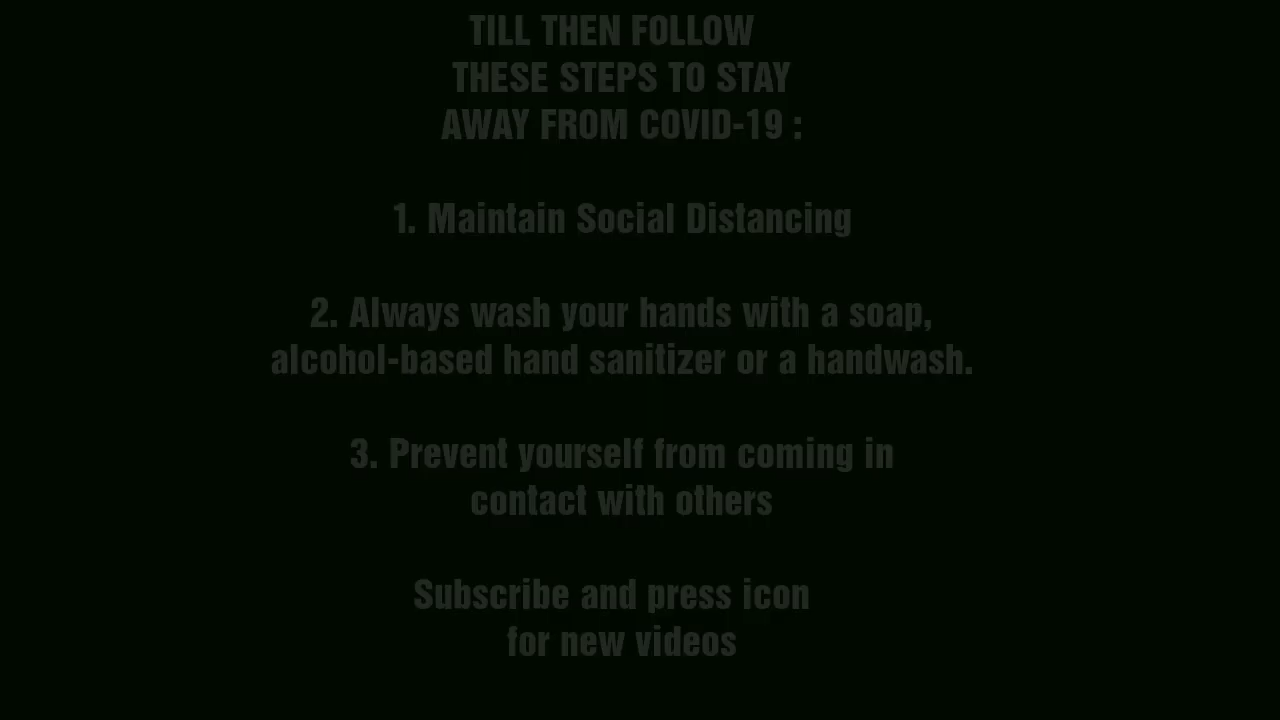 TILL THEN FOLLOW
THESE STEPS TO STAY
AWAY FROM COVID-19 :
1. Maintain Social Distancing
2. Always wash your hands with a soap,
alcohol-based hand sanitizer or a handwash.
3. Prevent yourself from coming in
contact with others
Subscribe and press icon
for new videos